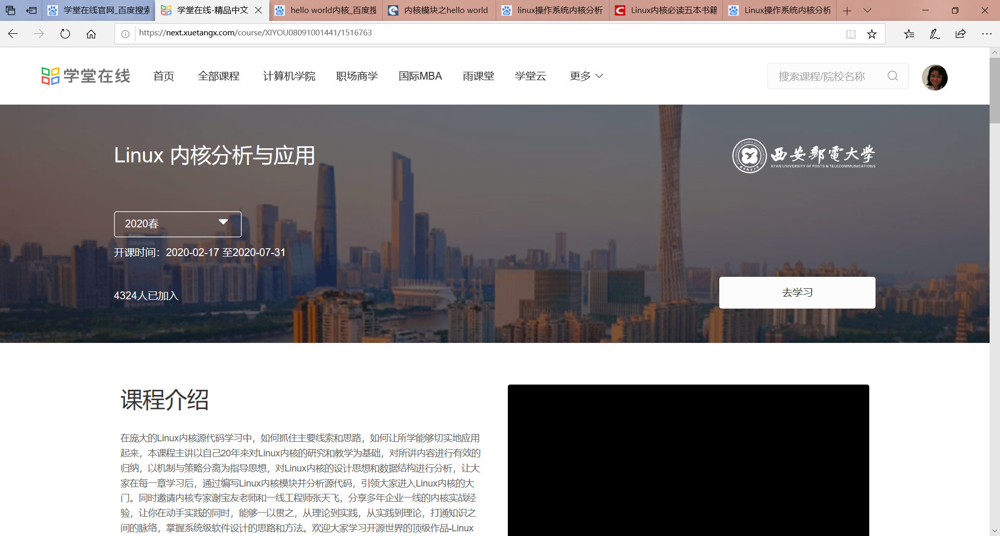 学堂在线官网_百度搜索
学堂在线-精品中文
hello world内核_百度搜
内核模块之hello world
linux操作系统内核分析
Linux内核必读五本书籍
Linux操作系统内核分析
https://next.xuetangx.com/course/XIYOU08091001441/1516763
学堂在线
首页
全部课程
计算机学院
职场商学
国际MBA
雨课堂
学堂云
更多
搜索课程/院校名称
Linux 内核分析与应用
西安郵電大学
XI'AN UNIVERSITY OF POSTS & TELECOMMUNICATIONS
2020春
开课时间：2020-02-17 至2020-07-31
4324人已加入
去学习
课程介绍
在庞大的Linux内核源代码学习中，如何抓住主要线索和思路，如何让所学能够切实地应用
起来，本课程主讲以自己20年来对Linux内核的研究和教学为基础，对所讲内容进行有效的
归纳，以机制与策略分离为指导思想，对Linux内核的设计思想和数据结构进行分析，让大
家在每一章学习后，通过编写Linux内核模块并分析源代码，引领大家进入Linux内核的大
门。同时邀请内核专家谢宝友老师和一线工程师张天飞，分享多年企业一线的内核实战经
验，让你在动手实践的同时，能够一以贯之，从理论到实践，从实践到理论，打通知识之
间的脉络，掌握系统级软件设计的思路和方法。欢迎大家学习开源世界的顶级作品-Linux